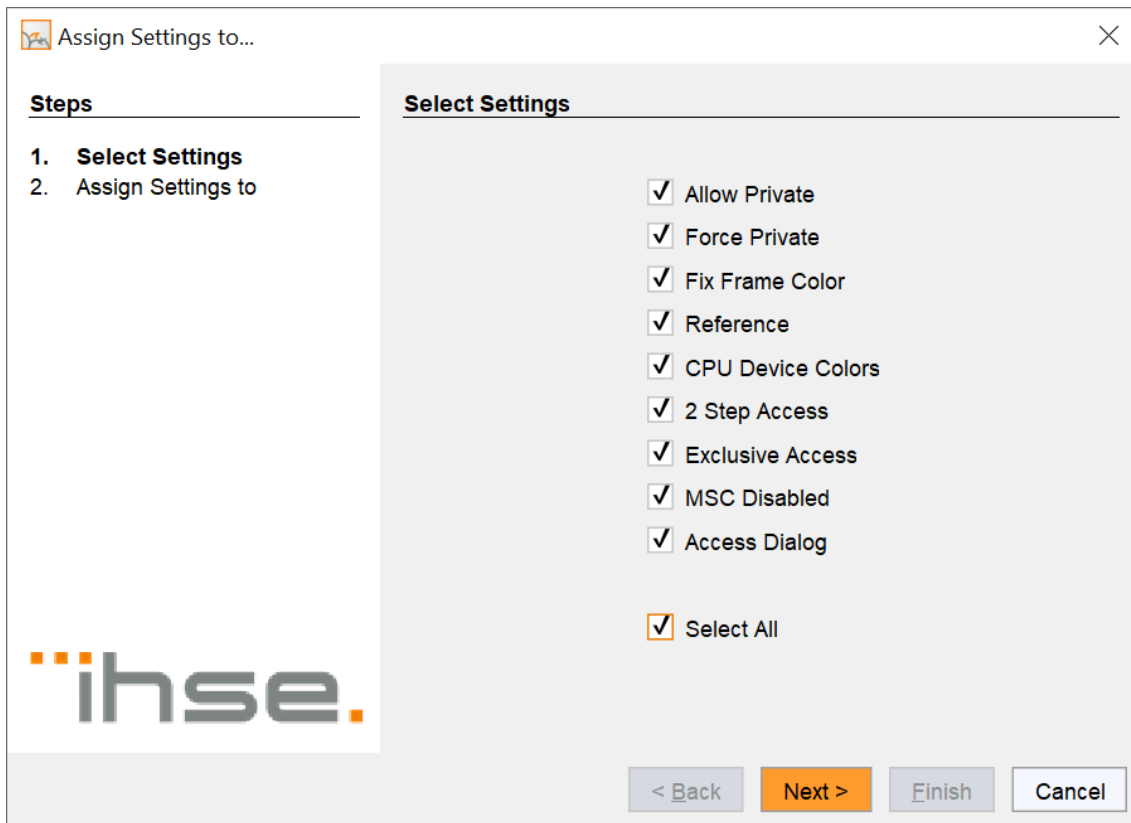 Assign Settings to...
Steps
1. Select Settings
2. Assign Settings to
Select Settings
Allow Private
Force Private
Fix Frame Color
Reference
CPU Device Colors
2 Step Access
Exclusive Access
MSC Disabled
Access Dialog
Select All
ihse.
< Back Next > Finish Cancel